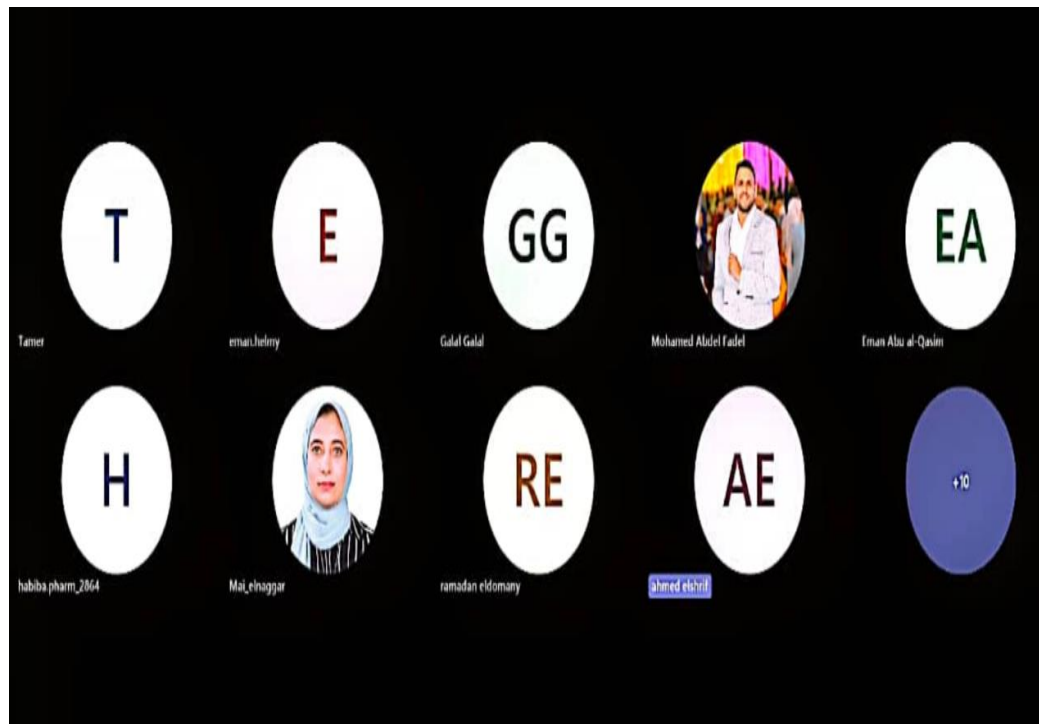 T
E
GG
EA
Tamer
eman.helmy
Galal Galal
Mohamed Abdel Fadel
Eman Abu al-Qasim
H
RE
AE
+10
habiba.pharm_2864
Mai_elnaggar
ramadan eldomany
ahmed elshrif